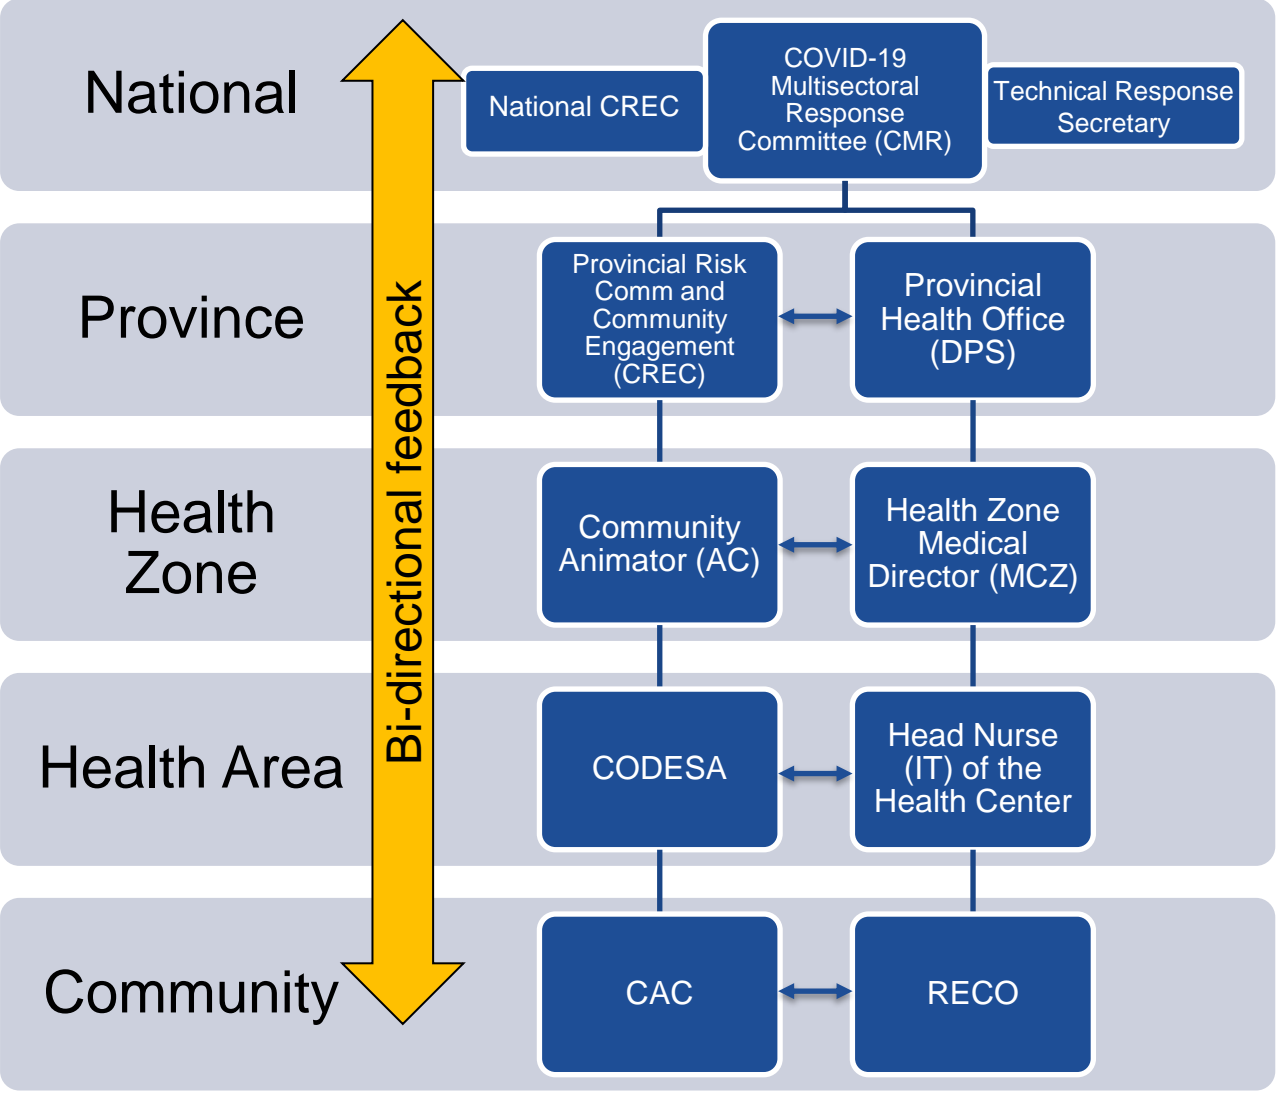 National
National CREC
COVID-19
Multisectoral
Response
Committee (CMR)
Technical Response
Secretary
Bi-directional feedback
Province
Provincial Risk
Comm and
Community
Engagement
(CREC)
Provincial
Health Office
(DPS)
Health
Zone
Community
Animator (AC)
Health Zone
Medical
Director (MCZ)
Health Area
CODESA
Head Nurse
(IT) of the
Health Center
Community
CAC
RECO